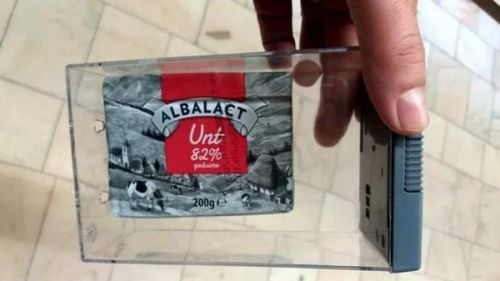 ALBALACT
Unt
82%
grăsime
200g e